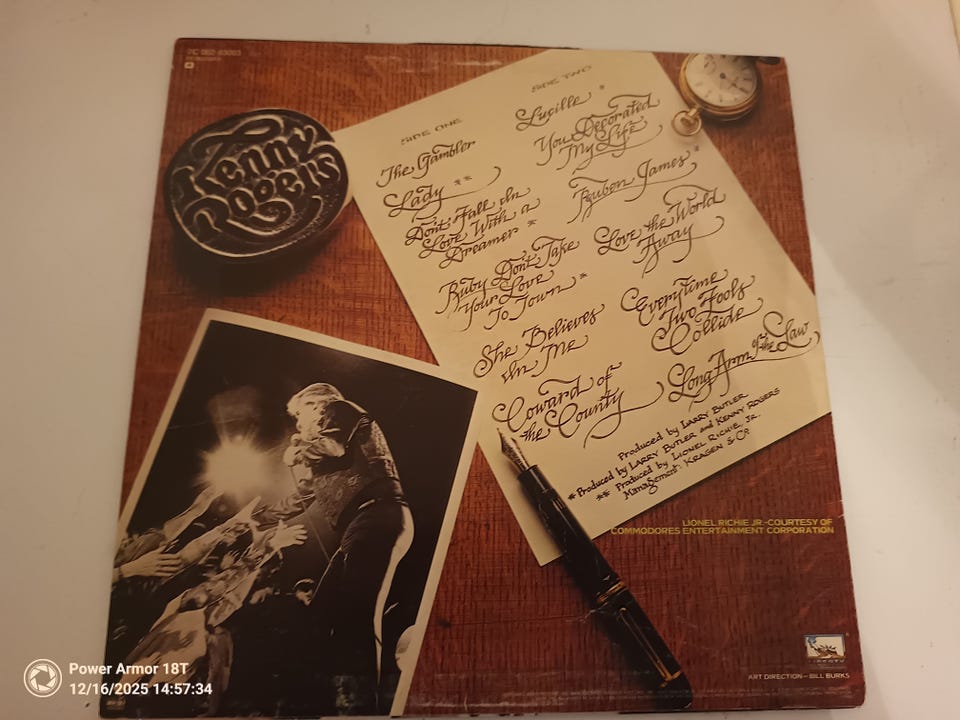 Kenny
Rogers
SIDE ONE
The Gambler
Lady **
Don't Fall In
Love With a
Dreamer *
Ruby Don't Take
Your Love
To Town *
She Believes
In Me
Coward of
the County
SIDE TWO
Lucille *
You Decorated
My Life
Reuben James *
Love the World
Away
Everytime
Two Fools
Collide
Long Arm of the Law
Produced by LARRY BUTLER
*Produced by LARRY BUTLER and KENNY ROGERS
** Produced by LIONEL RICHIE, JR.
Management: KRAGEN & Co.
LIONEL RICHIE JR.-COURTESY OF
COMMODORES ENTERTAINMENT CORPORATION
LIBERTY
ART DIRECTION - BILL BURKS
Power Armor 18T
12/16/2025 14:57:34